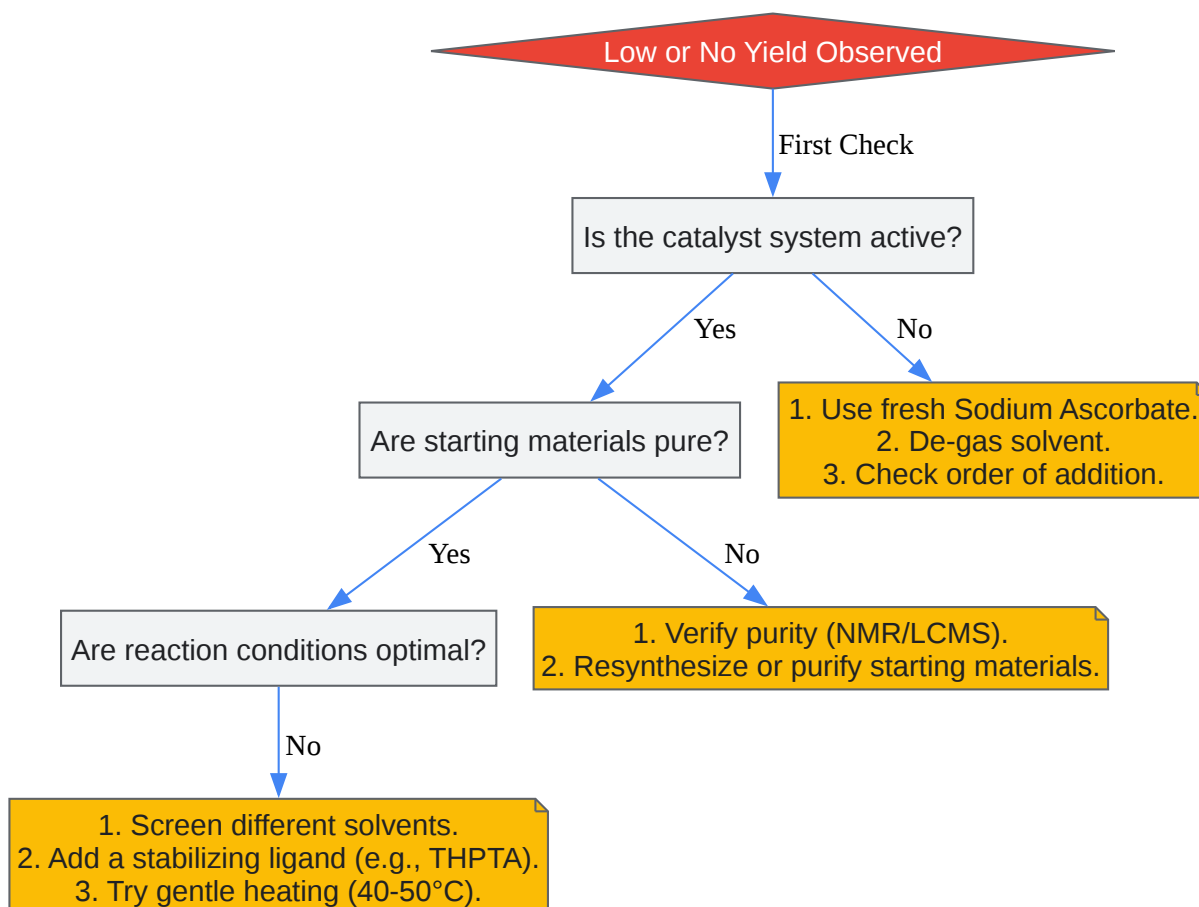 Low or No Yield Observed
First Check
Is the catalyst system active?
Yes
No
Are starting materials pure?
1. Use fresh Sodium Ascorbate.
2. De-gas solvent.
3. Check order of addition.
Yes
No
Are reaction conditions optimal?
1. Verify purity (NMR/LCMS).
2. Resynthesize or purify starting materials.
No
1. Screen different solvents.
2. Add a stabilizing ligand (e.g., THPTA).
3. Try gentle heating (40-50°C).